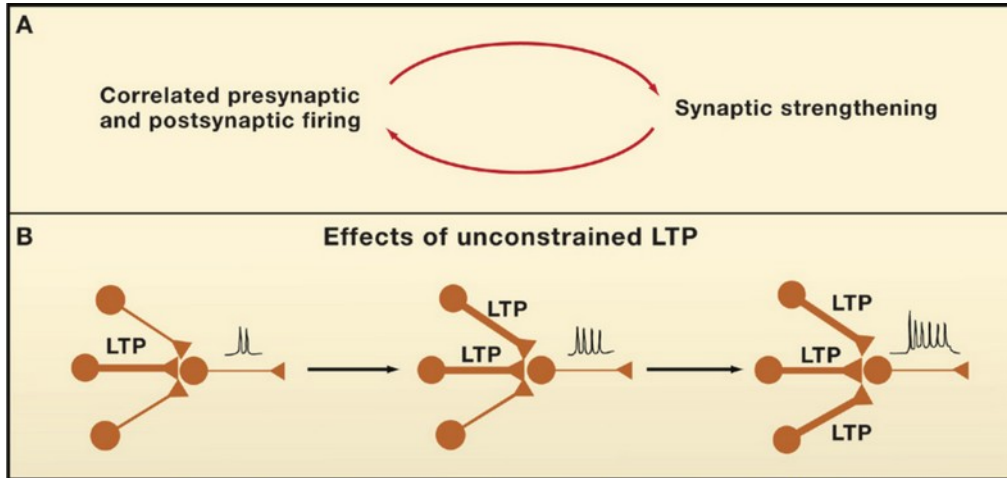 A
Correlated presynaptic
and postsynaptic firing
Synaptic strengthening
B
Effects of unconstrained LTP
LTP
LTP
LTP
LTP
LTP
LTP